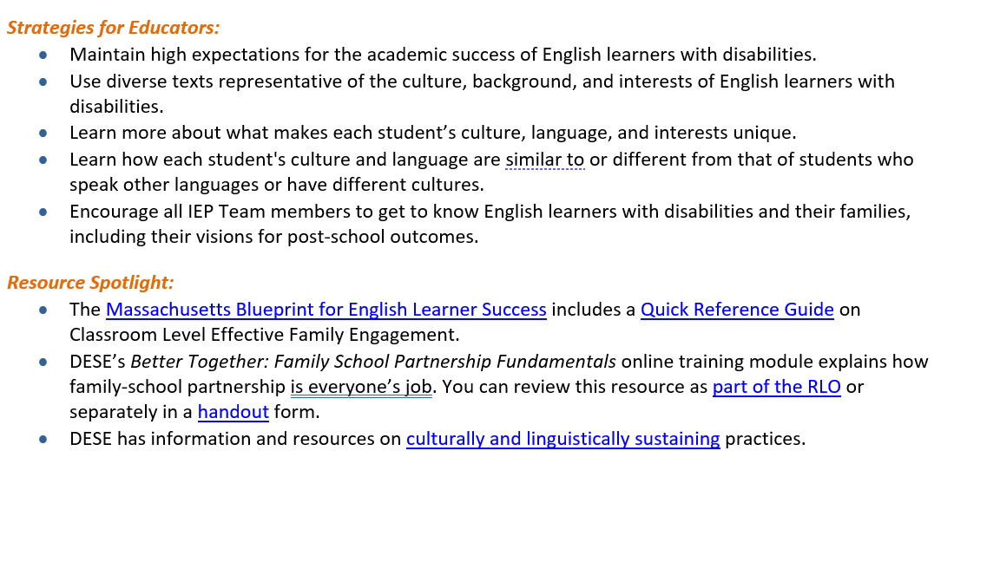 Strategies for Educators:
● Maintain high expectations for the academic success of English learners with disabilities.
● Use diverse texts representative of the culture, background, and interests of English learners with
disabilities.
● Learn more about what makes each student’s culture, language, and interests unique.
● Learn how each student's culture and language are similar to or different from that of students who
speak other languages or have different cultures.
● Encourage all IEP Team members to get to know English learners with disabilities and their families,
including their visions for post-school outcomes.
Resource Spotlight:
● The Massachusetts Blueprint for English Learner Success includes a Quick Reference Guide on
Classroom Level Effective Family Engagement.
● DESE’s Better Together: Family School Partnership Fundamentals online training module explains how
family-school partnership is everyone’s job. You can review this resource as part of the RLO or
separately in a handout form.
● DESE has information and resources on culturally and linguistically sustaining practices.